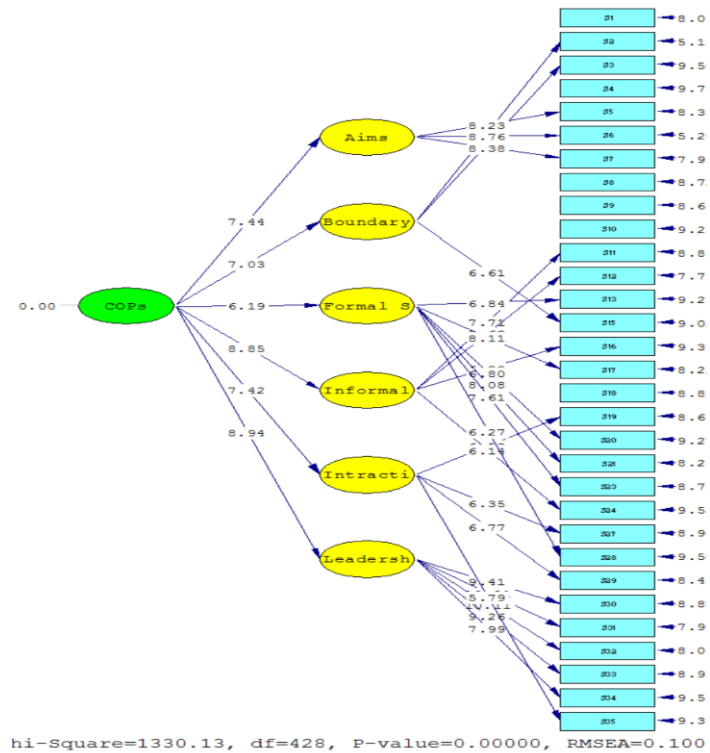 0.00
COPs
7.44
7.03
6.19
8.85
7.42
8.94
Aims
Boundary
Formal S
Informal
Intracti
Leadersh
8.23
8.76
8.38
6.61
6.84
7.71
8.11
6.80
8.08
7.61
6.27
6.14
6.35
6.77
9.41
5.79
10.11
9.26
7.99
S1 8.0
S2 5.1
S3 9.5
S4 9.7
S5 8.3
S6 5.2
S7 7.9
S8 8.7
S9 8.6
S10 9.2
S11 8.8
S12 7.7
S13 9.2
S15 9.0
S16 9.3
S17 8.2
S18 8.8
S19 8.6
S20 9.2
S21 8.2
S23 8.7
S24 9.5
S27 8.9
S28 9.5
S29 8.4
S30 8.8
S31 7.9
S32 8.0
S33 8.9
S34 9.5
S35 9.3
hi-Square=1330.13, df=428, P-value=0.00000, RMSEA=0.100